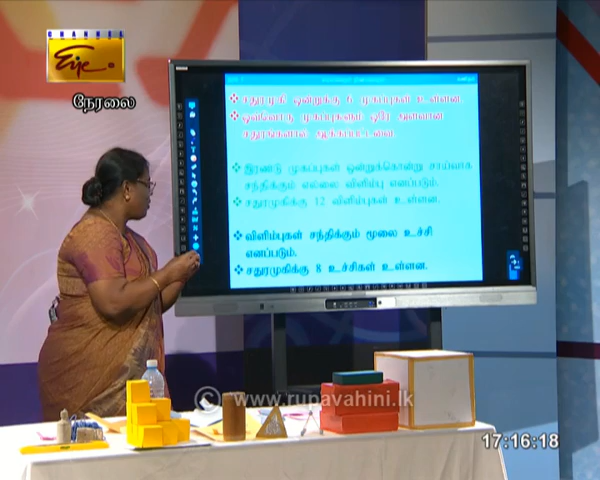 CHANNEL
Eye
நேரலை
❖ சதுரமுகி ஒன்றுக்கு 6 முகப்புகள் உள்ளன.
❖ ஒவ்வொரு முகப்புகளும் ஒரே அளவான
சதுரங்களால் ஆக்கப்பட்டவை
❖ இரண்டு முகப்புகள் ஒன்றுக்கொன்று சாய்வாக
சந்திக்கும் எல்லை விளிம்பு எனப்படும்.
❖ சதுரமுகிக்கு 12 விளிம்புகள் உள்ளன.
❖ விளிம்புகள் சந்திக்கும் மூலை உச்சி
எனப்படும்.
❖ சதுரமுகிக்கு 8 உச்சிகள் உள்ளன.
© www.rupavahini.lk
17:16:18